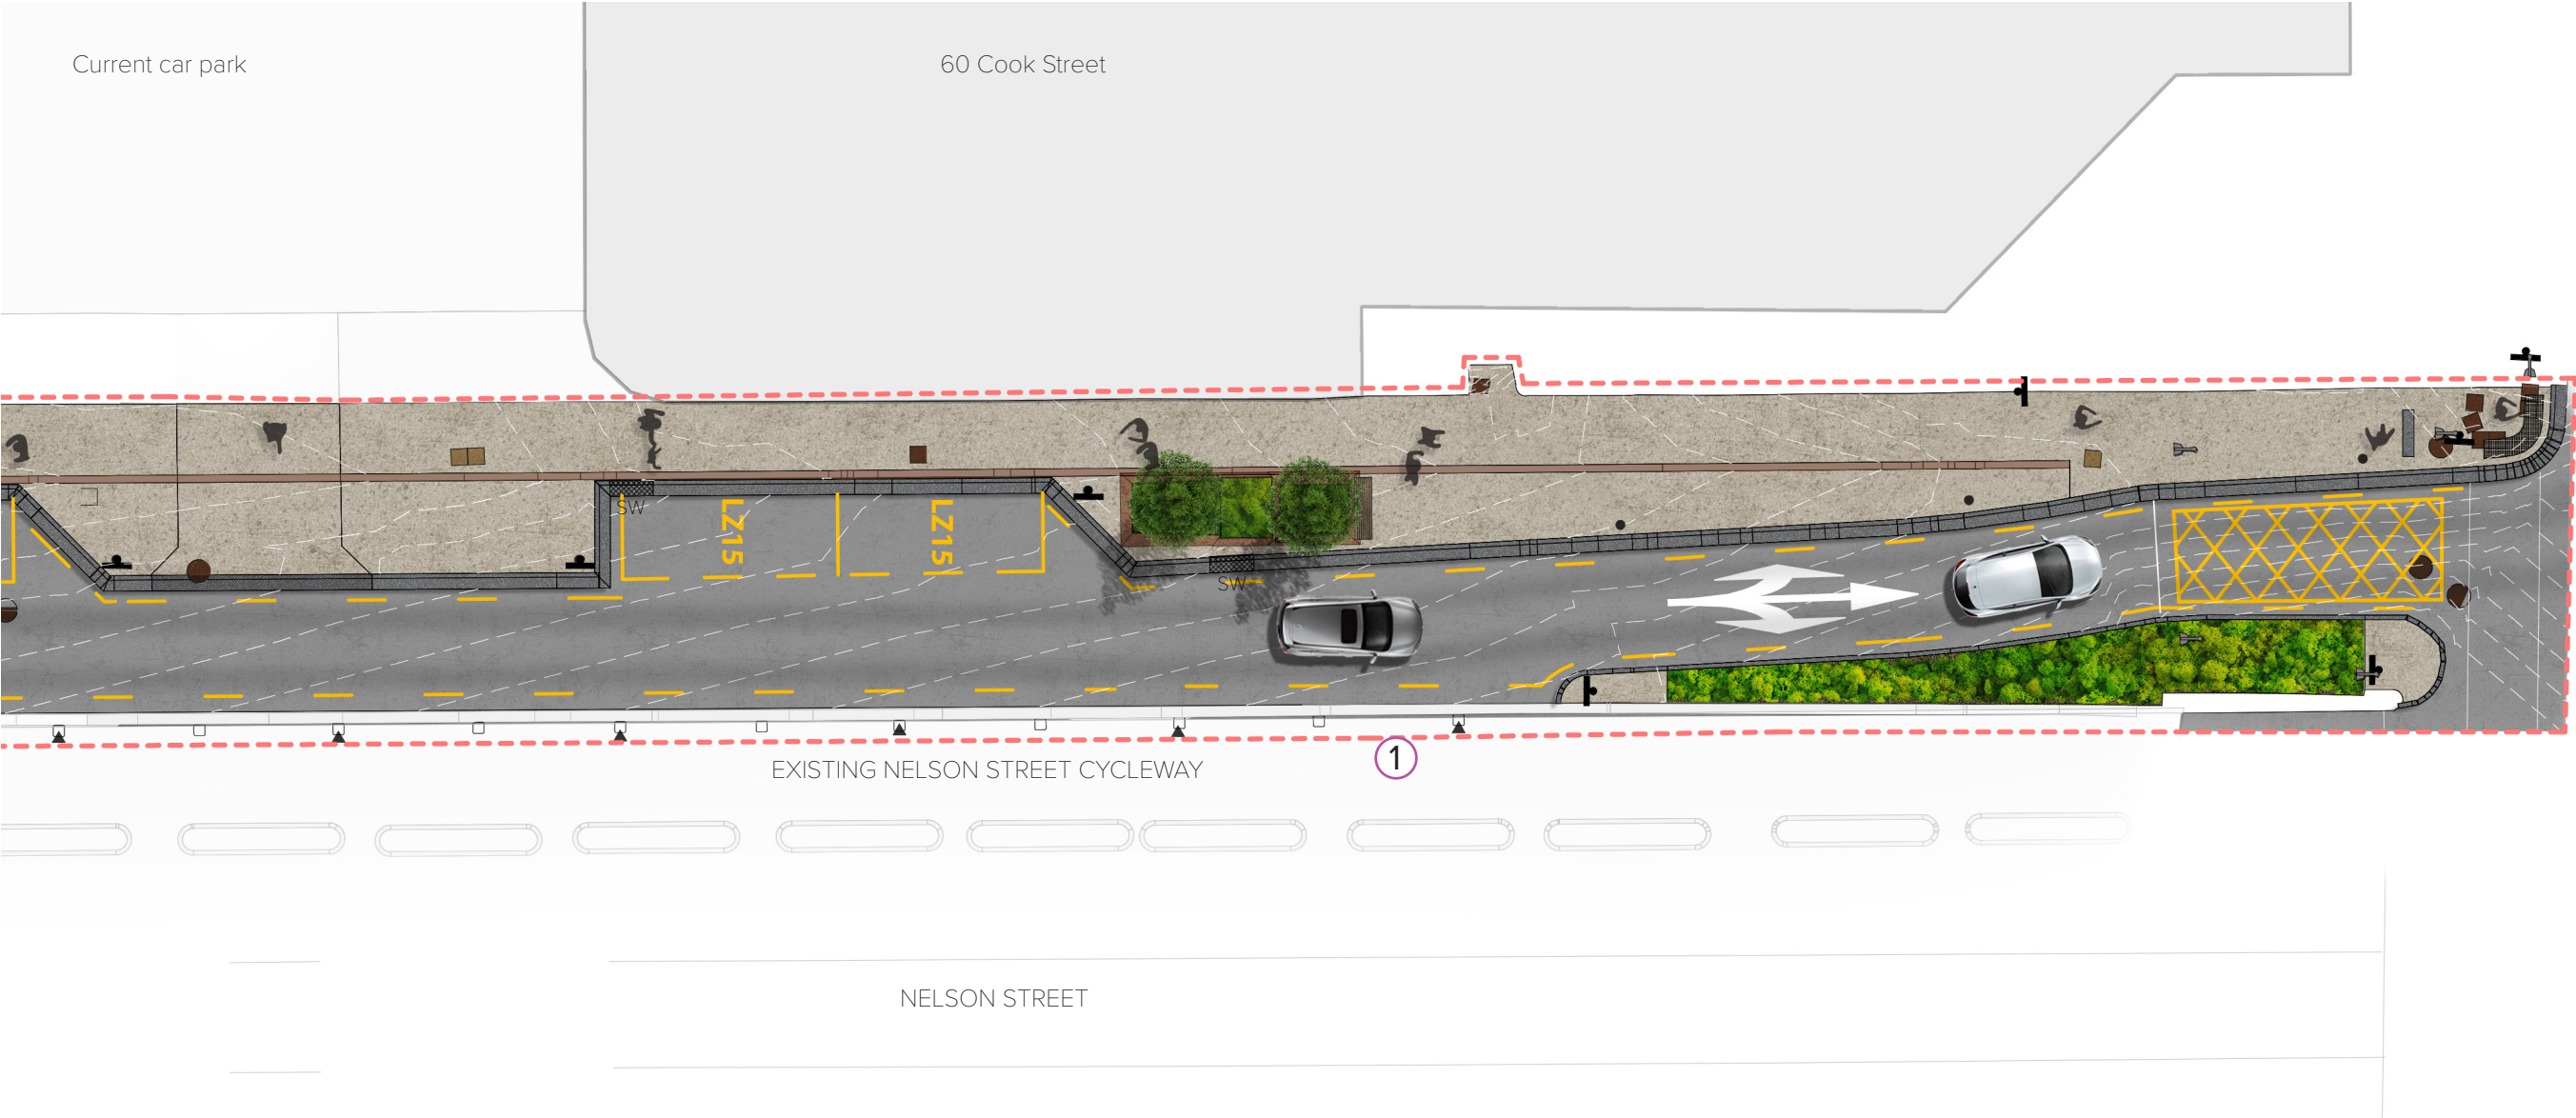 Current car park
60 Cook Street
SW
LZ15
LZ15
SW
1
EXISTING NELSON STREET CYCLEWAY
NELSON STREET